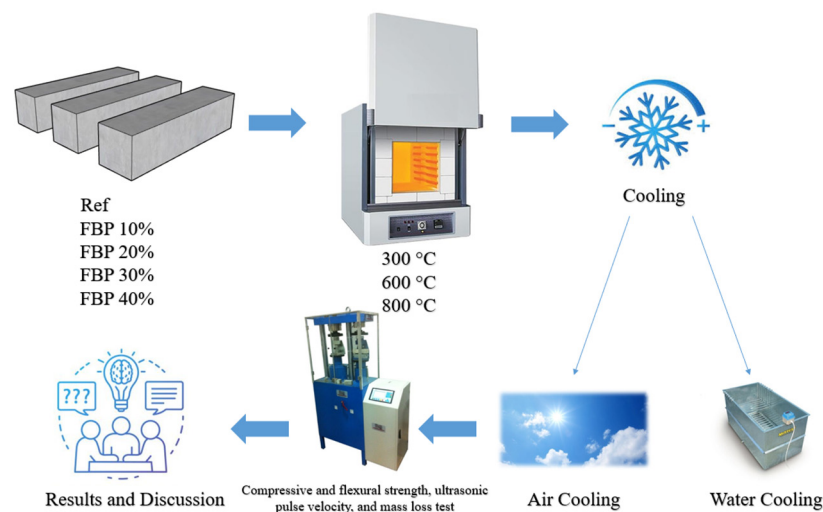 Ref
FBP 10%
FBP 20%
FBP 30%
FBP 40%
300 °C
600 °C
800 °C
Cooling
???
Results and Discussion
Compressive and flexural strength, ultrasonic
pulse velocity, and mass loss test
Air Cooling
Water Cooling